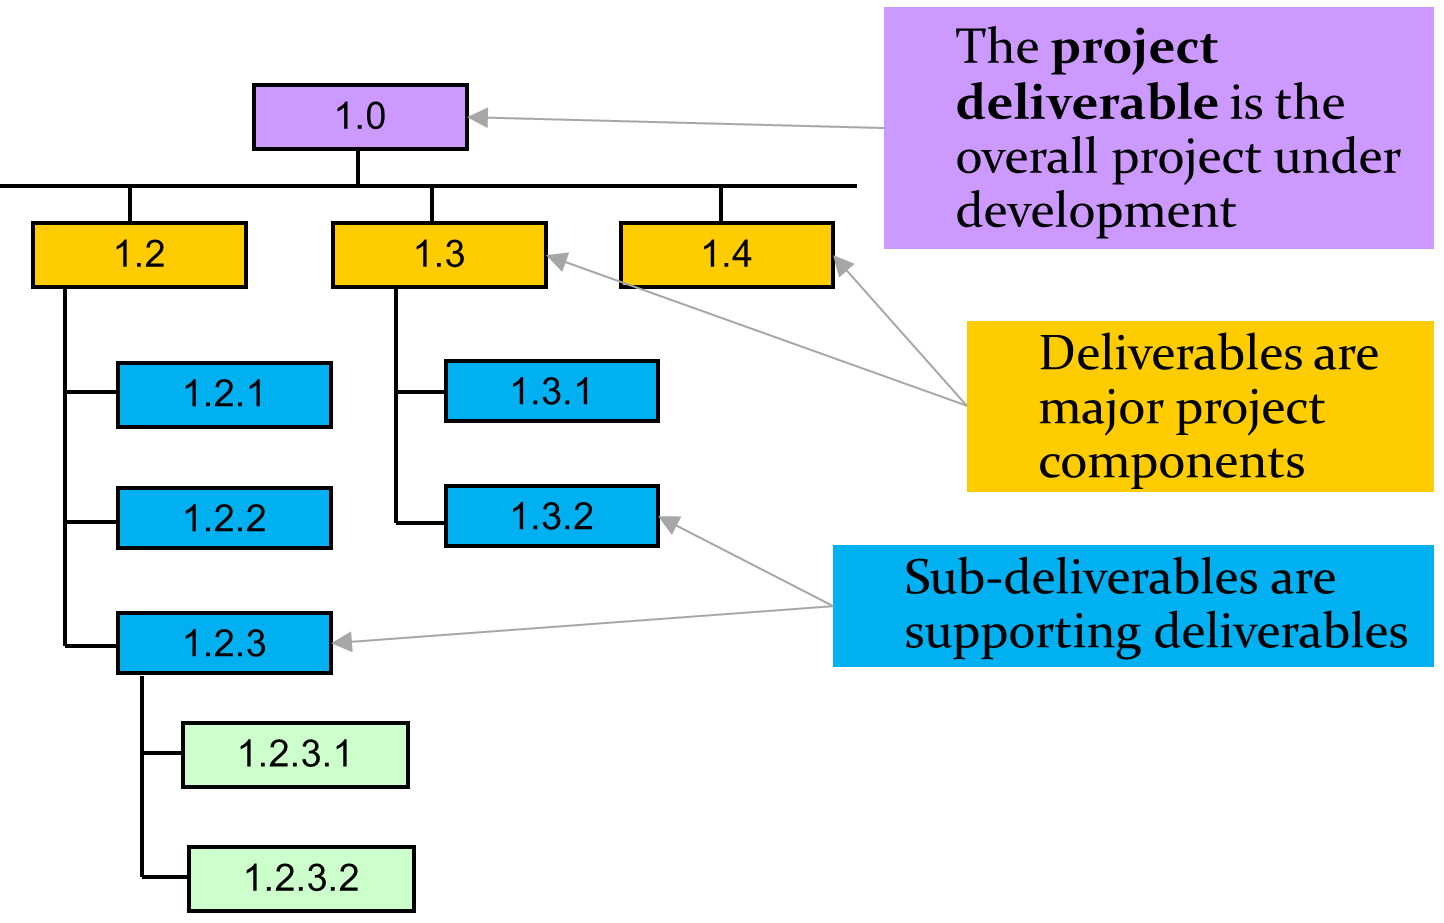 The project
deliverable is the
overall project under
development
1.0
1.2
1.3
1.4
Deliverables are
major project
components
1.2.1
1.3.1
1.2.2
1.3.2
Sub-deliverables are
supporting deliverables
1.2.3
1.2.3.1
1.2.3.2